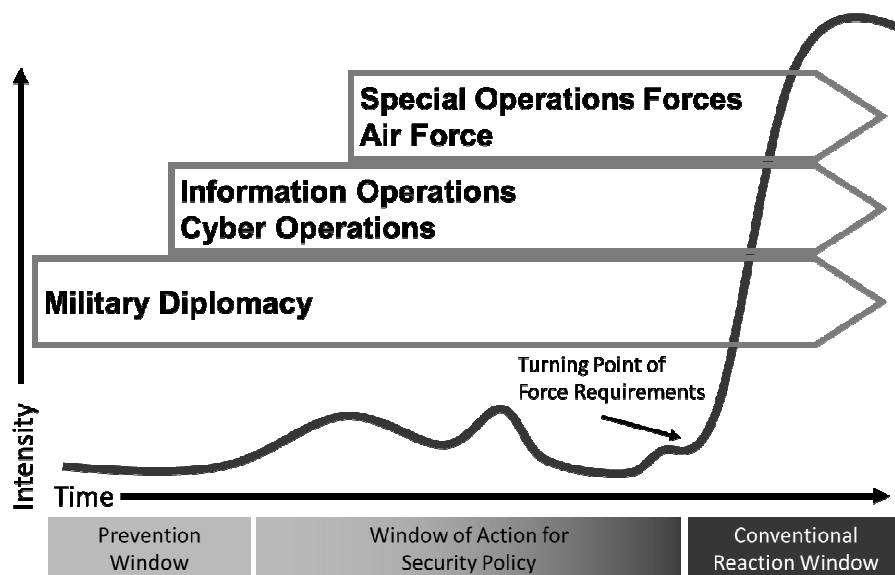 Special Operations Forces
Air Force
Information Operations
Cyber Operations
Military Diplomacy
Turning Point of
Force Requirements
Intensity
Time
Prevention
Window
Window of Action for
Security Policy
Conventional
Reaction Window